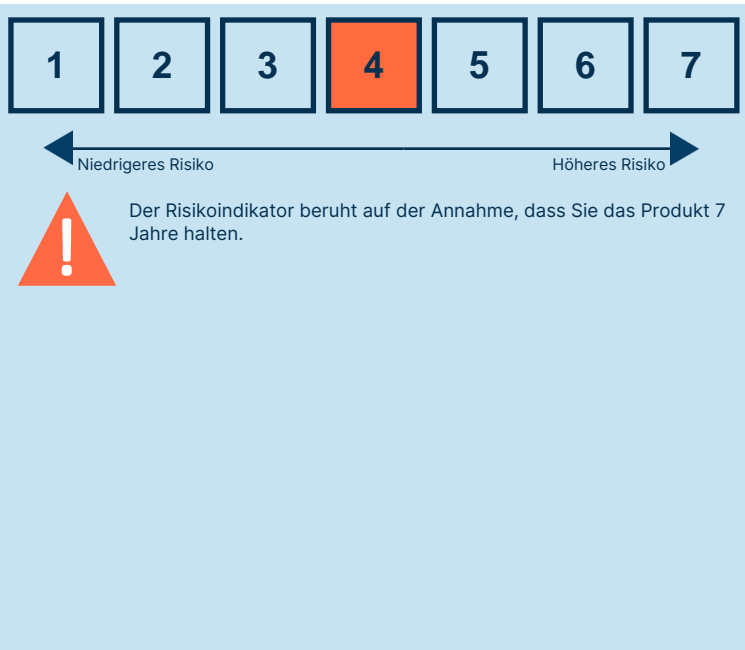 1 2 3 4 5 6 7
Niedrigeres Risiko Höheres Risiko
Der Risikoindikator beruht auf der Annahme, dass Sie das Produkt 7
Jahre halten.